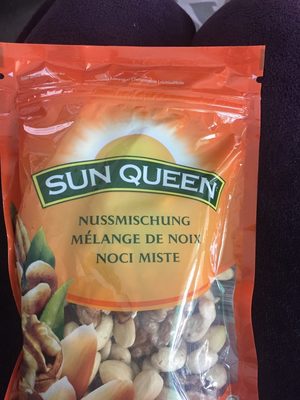 SUN QUEEN
NUSSMISCHUNG
MÉLANGE DE NOIX
NOCI MISTE